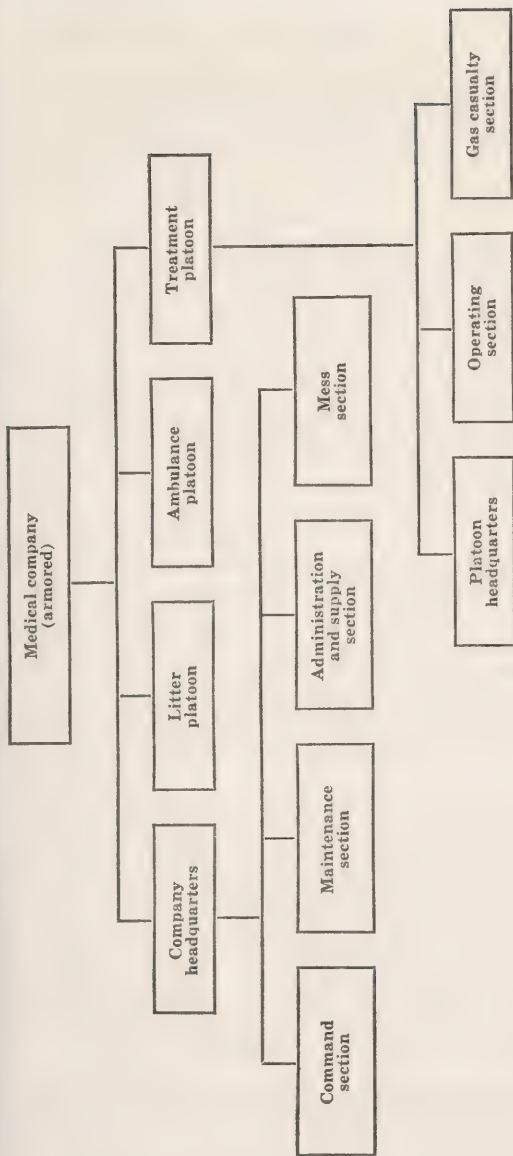 Medical company
(armored)
Company
headquarters
Litter
platoon
Ambulance
platoon
Treatment
platoon
Command
section
Maintenance
section
Administration
and supply
section
Mess
section
Platoon
headquarters
Operating
section
Gas casualty
section